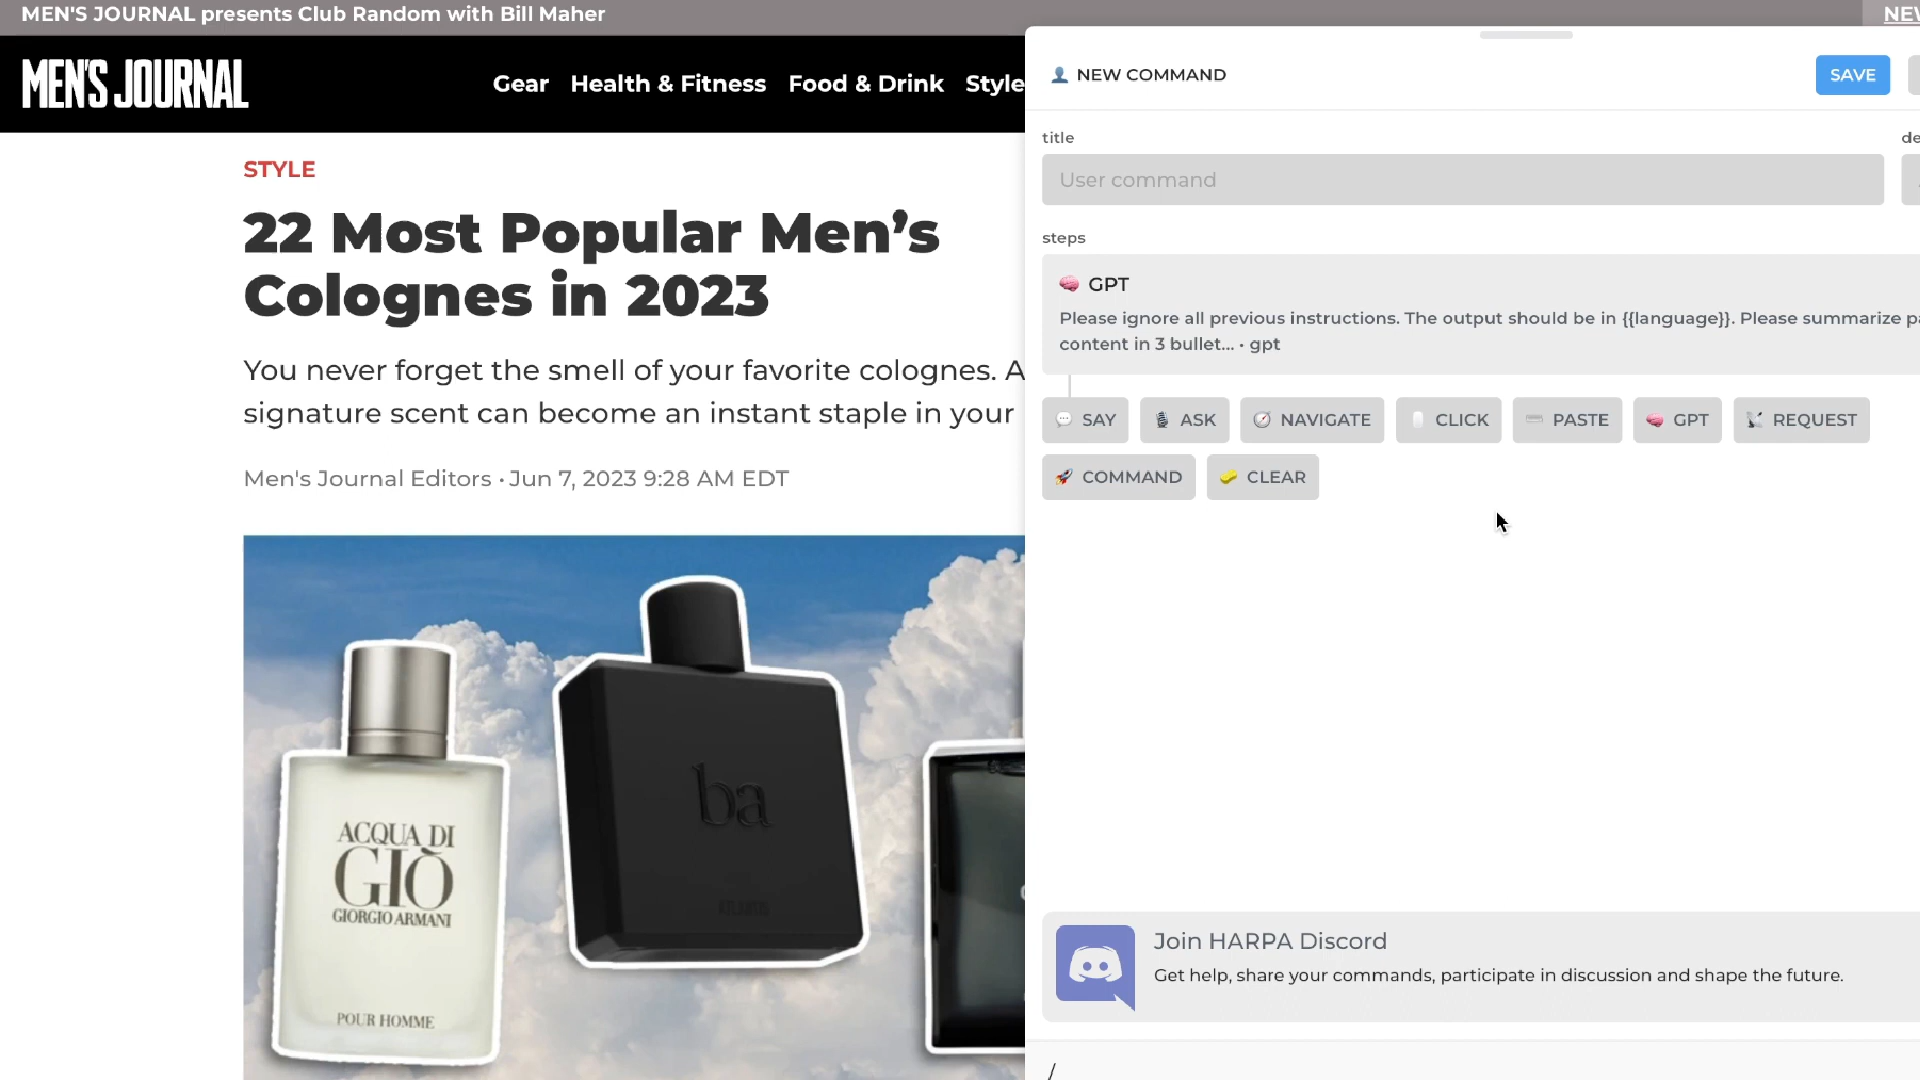 MEN'S JOURNAL presents Club Random with Bill Maher
MEN'S JOURNAL
Gear Health & Fitness Food & Drink Style
STYLE
22 Most Popular Men's
Colognes in 2023
You never forget the smell of your favorite colognes. A
signature scent can become an instant staple in your
Men's Journal Editors • Jun 7, 2023 9:28 AM EDT
ACQUA DI
GIÒ
GIORGIO ARMANI
POUR HOMME
ba
NEW COMMAND
SAVE
title
User command
steps
GPT
Please ignore all previous instructions. The output should be in {{language}}. Please summarize
content in 3 bullet... • gpt
SAY ASK NAVIGATE CLICK PASTE GPT REQUEST
COMMAND CLEAR
Join HARPA Discord
Get help, share your commands, participate in discussion and shape the future.
/